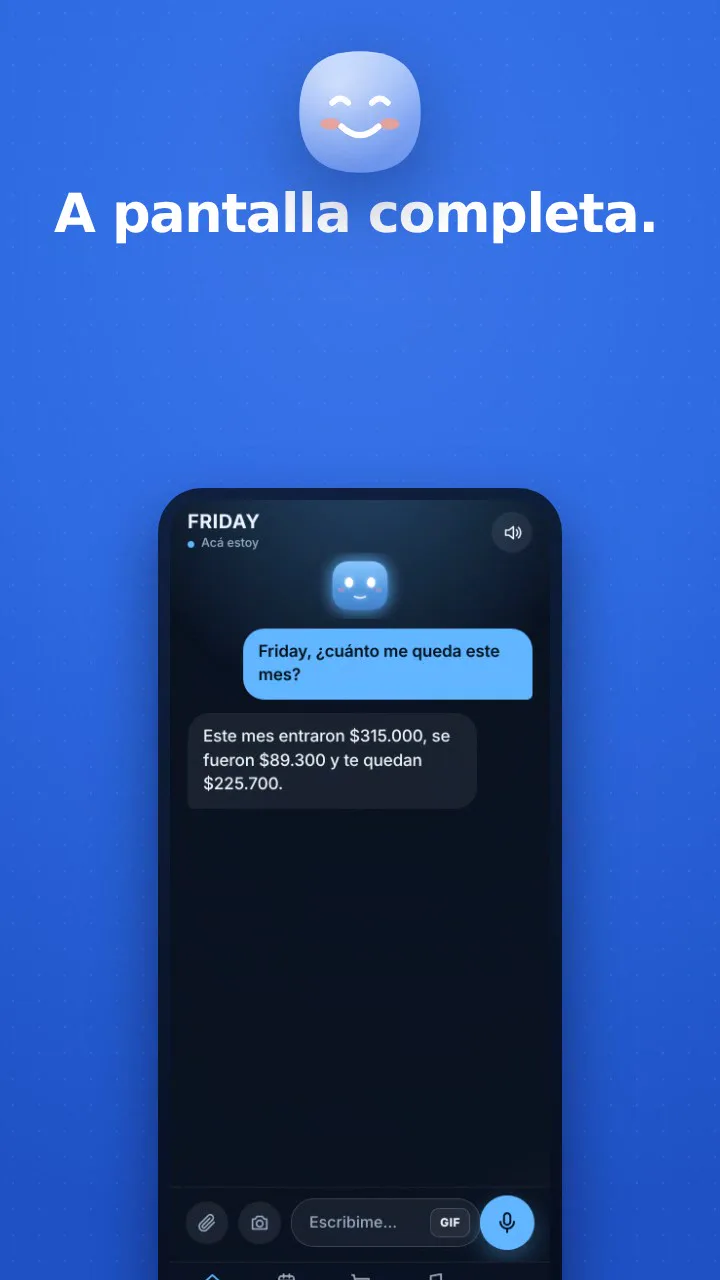 A pantalla completa.
FRIDAY
Acá estoy
Friday, ¿cuánto me queda este
mes?
Este mes entraron $315.000, se
fueron $89.300 y te quedan
$225.700.
Escribime...
GIF